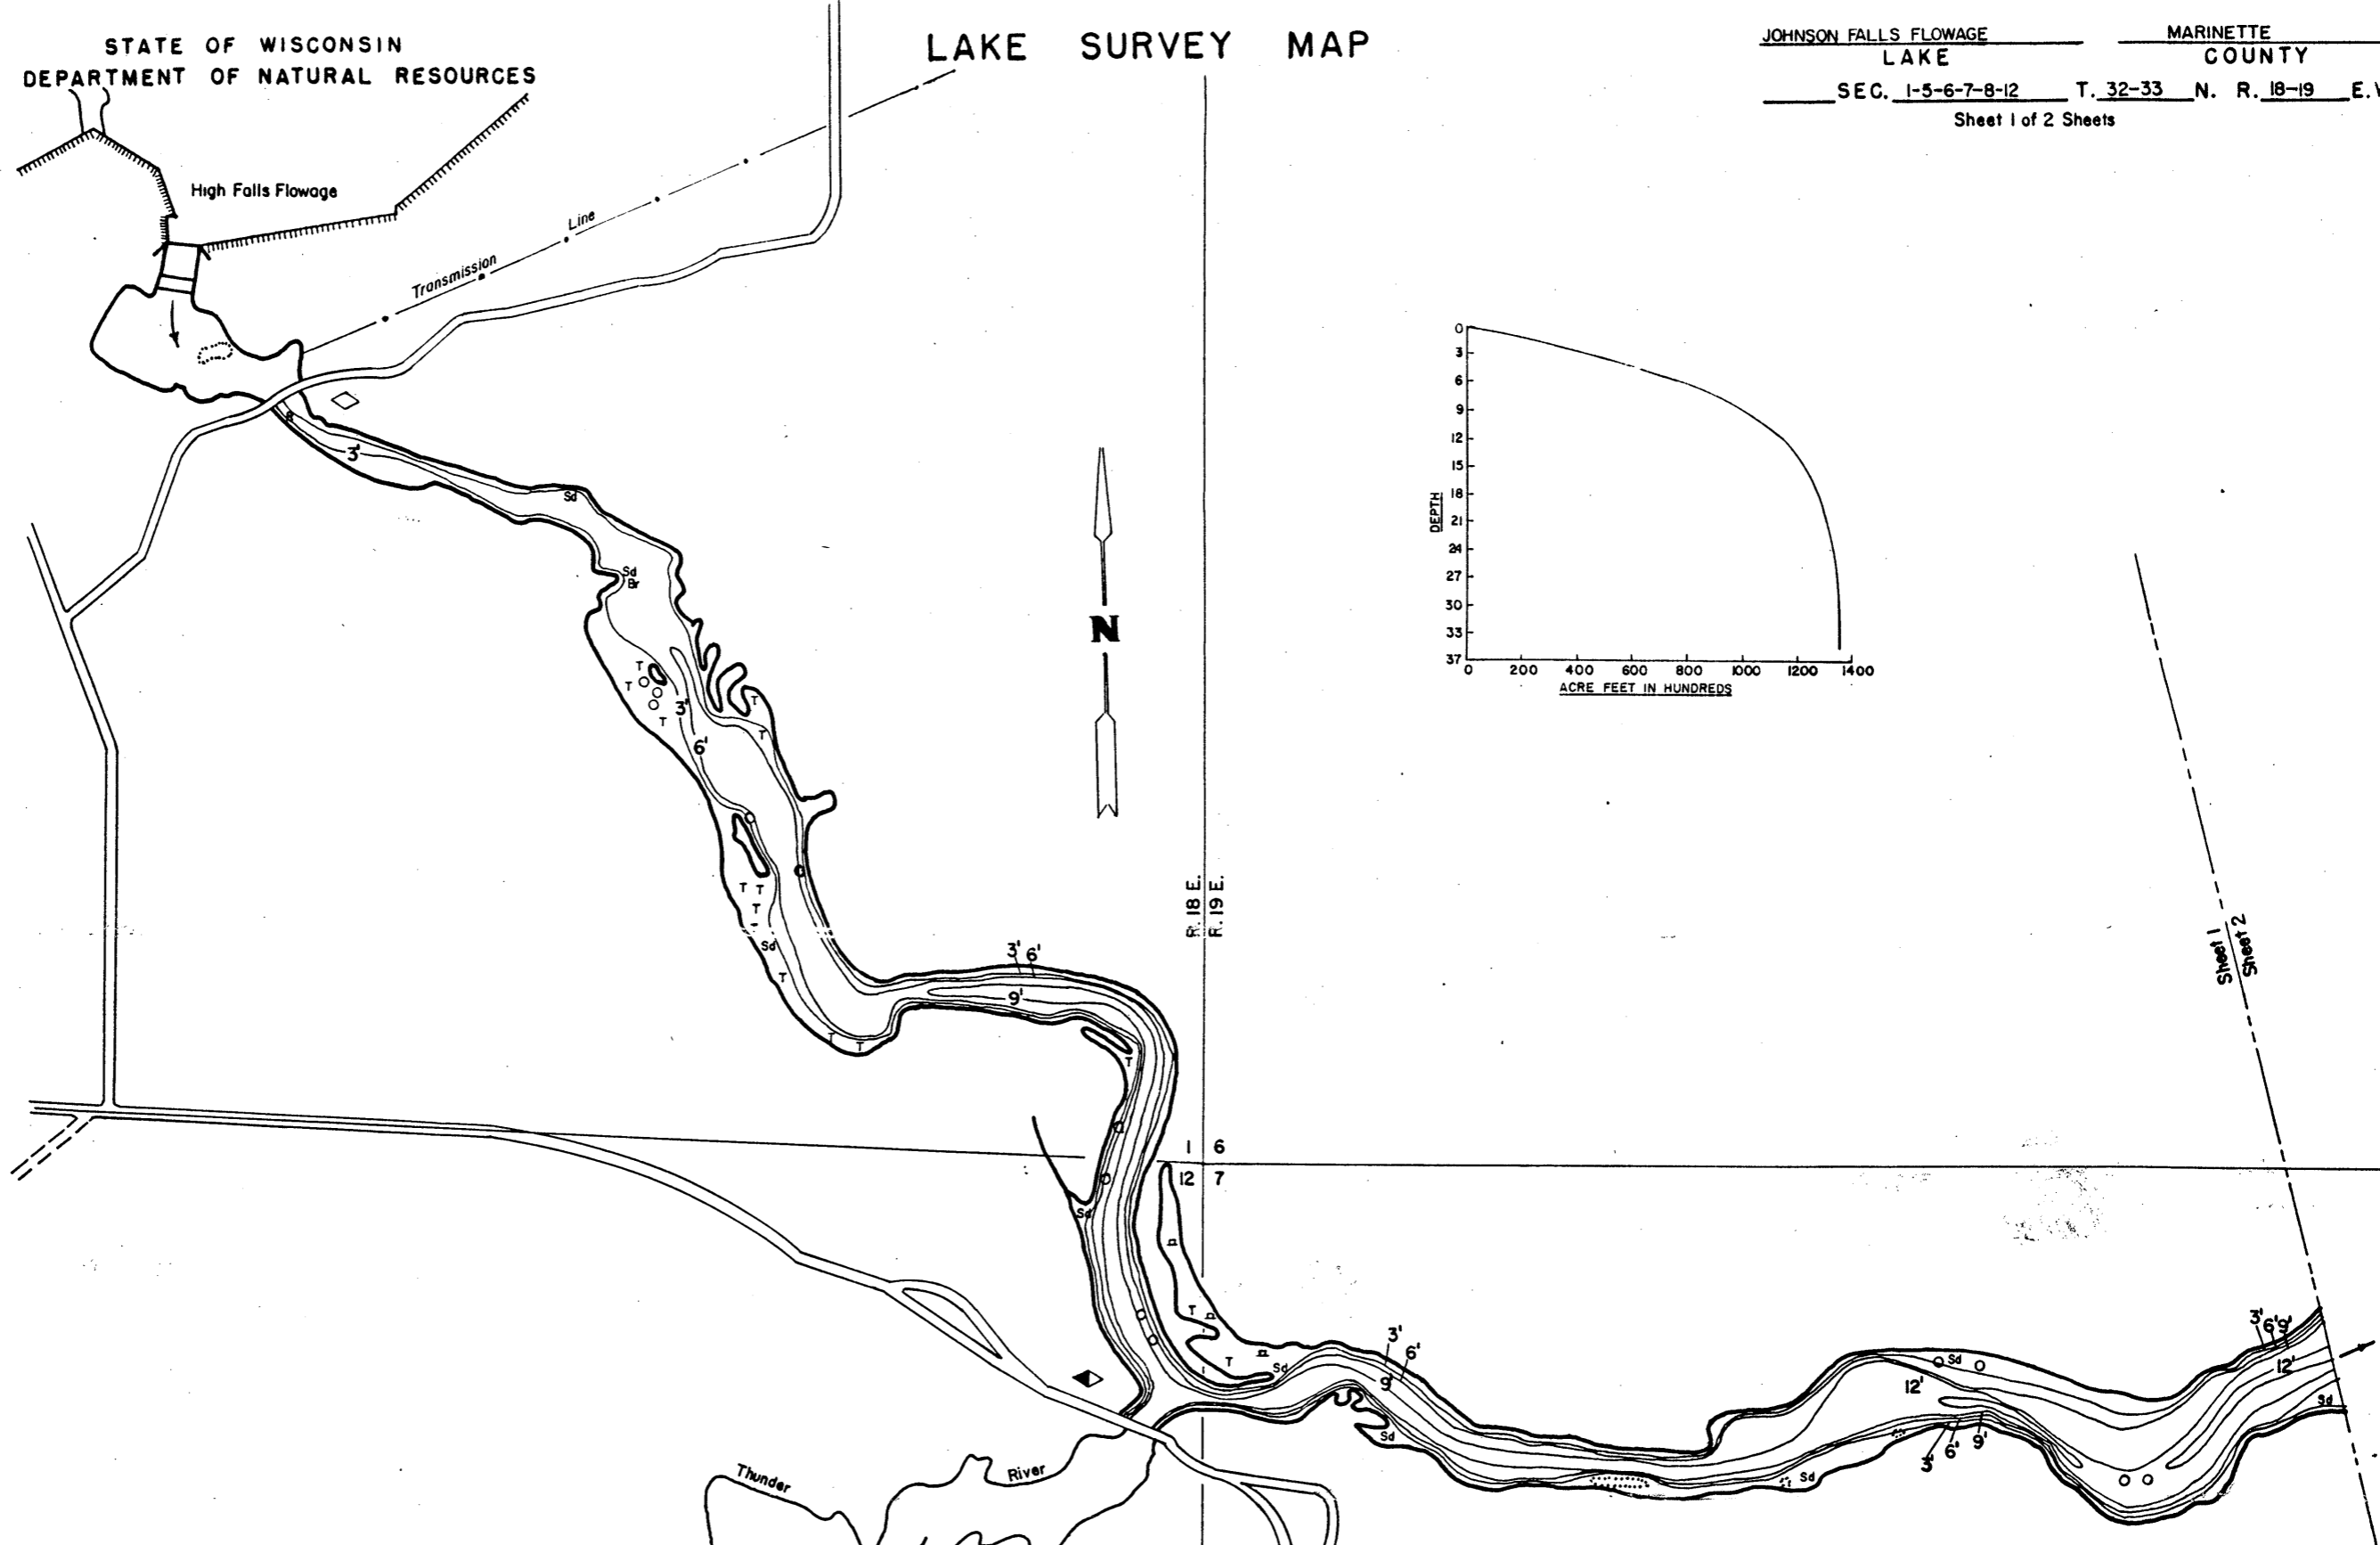 STATE OF WISCONSIN
DEPARTMENT OF NATURAL RESOURCES
LAKE SURVEY MAP
JOHNSON FALLS FLOWAGE
LAKE
MARINETTE
COUNTY
SEC. 1-5-6-7-8-12 T. 32-33 N. R. 18-19 E.
Sheet 1 of 2 Sheets
High Falls Flowage
Transmission Line
3'
Sd
Sd
Br
T
T
T
3'
6'
T
T
T T
T
Sd
T
T
T
3' 6'
9'
T
N
R. 18 E.
R. 19 E.
DEPTH
0
3
6
9
12
15
18
21
24
27
30
33
37
0 200 400 600 800 1000 1200 1400
ACRE FEET IN HUNDREDS
Sheet 1
Sheet 2
1 6
12 7
Sd
T
T
Sd
3'
6'
9'
Sd
Sd
12'
Sd
3'
6'
9'
3'
6'
9'
12'
Sd
Thunder River